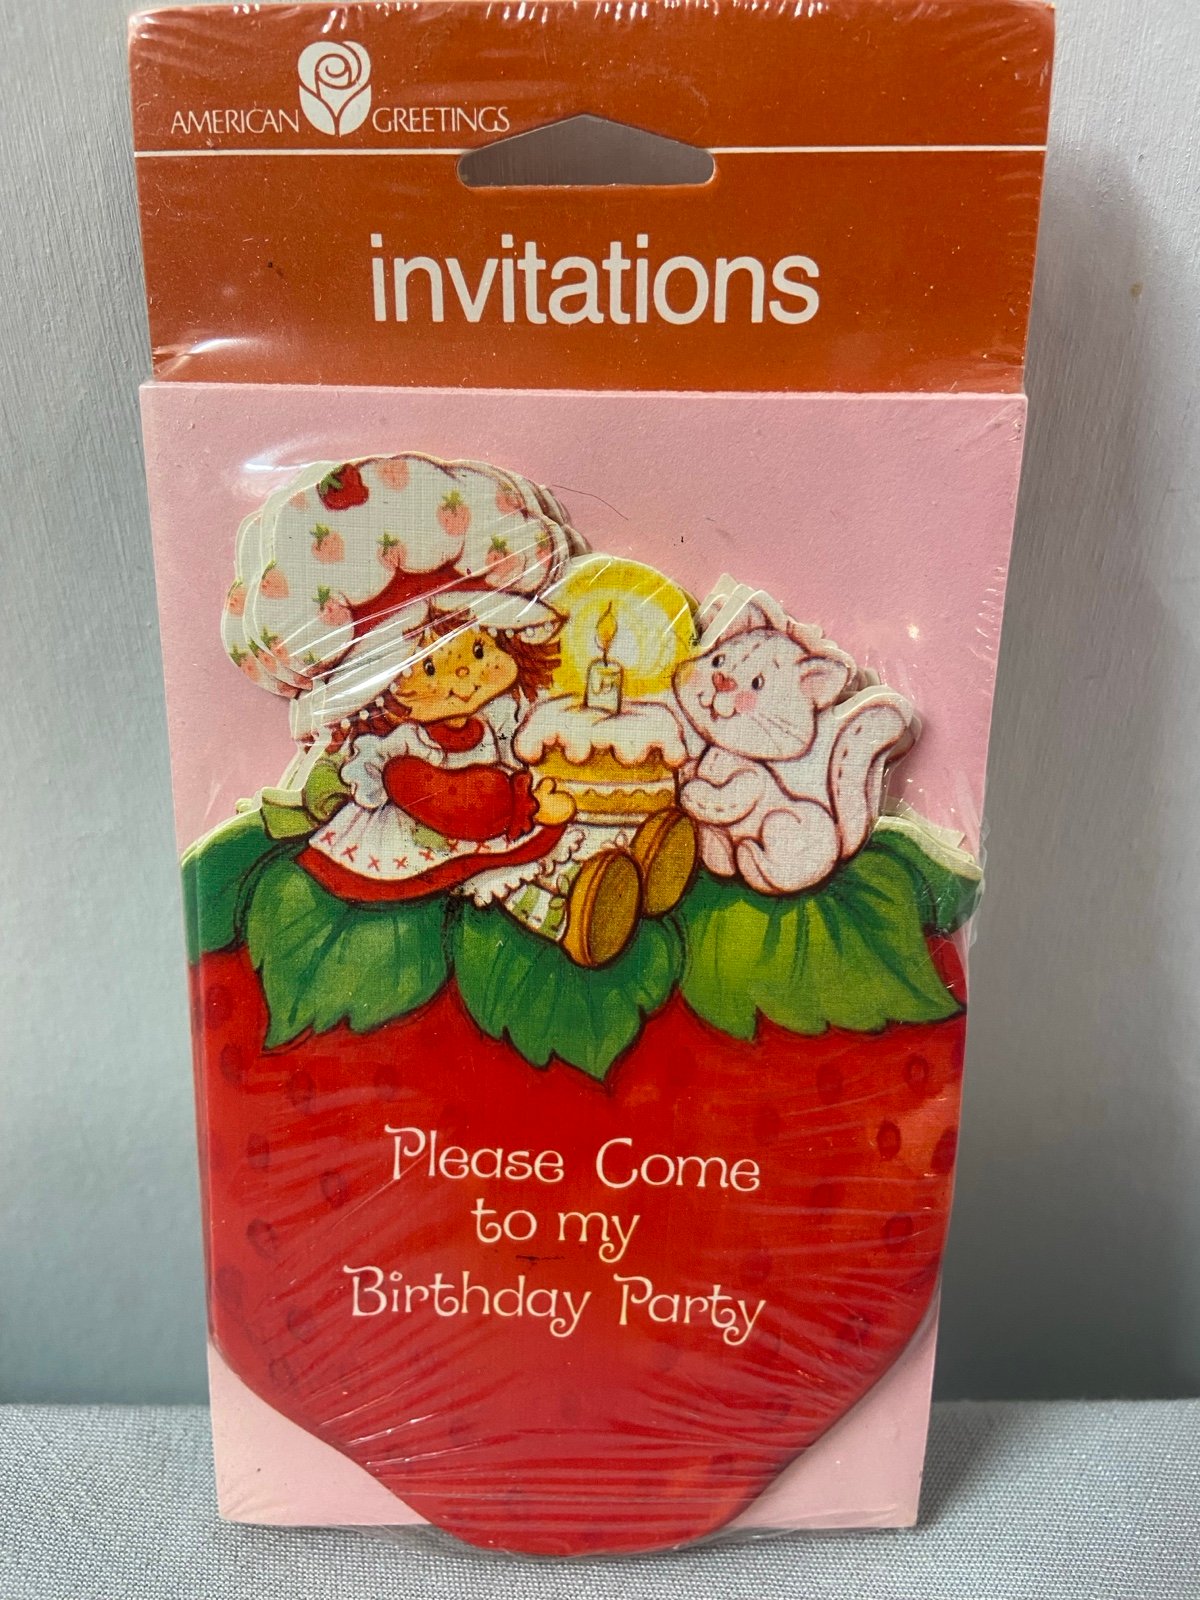 AMERICAN GREETINGS
invitations
Please Come
to my
Birthday Party